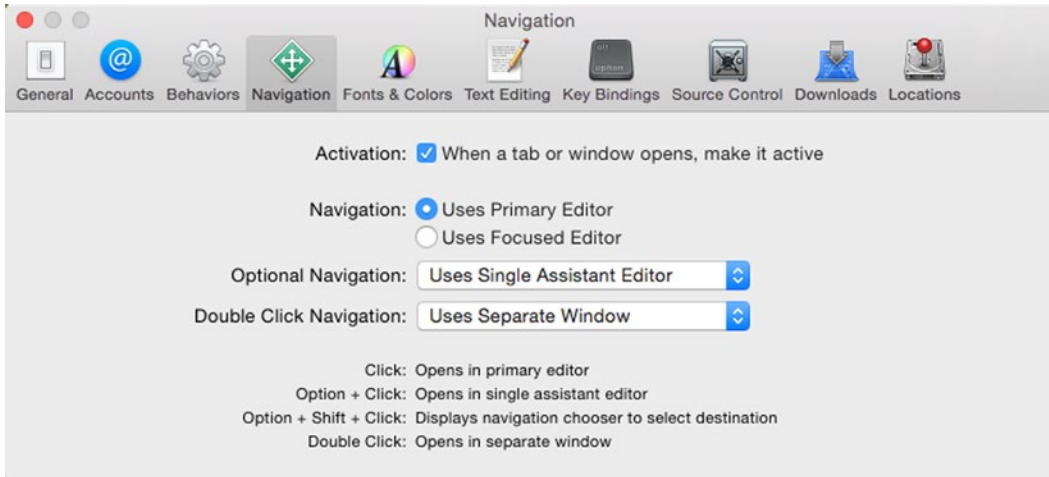 Navigation
@
A
alt
option
General Accounts Behaviors Navigation Fonts & Colors Text Editing Key Bindings Source Control Downloads Locations
Activation: When a tab or window opens, make it active
Navigation: Uses Primary Editor
Uses Focused Editor
Optional Navigation: Uses Single Assistant Editor
Double Click Navigation: Uses Separate Window
Click: Opens in primary editor
Option + Click: Opens in single assistant editor
Option + Shift + Click: Displays navigation chooser to select destination
Double Click: Opens in separate window